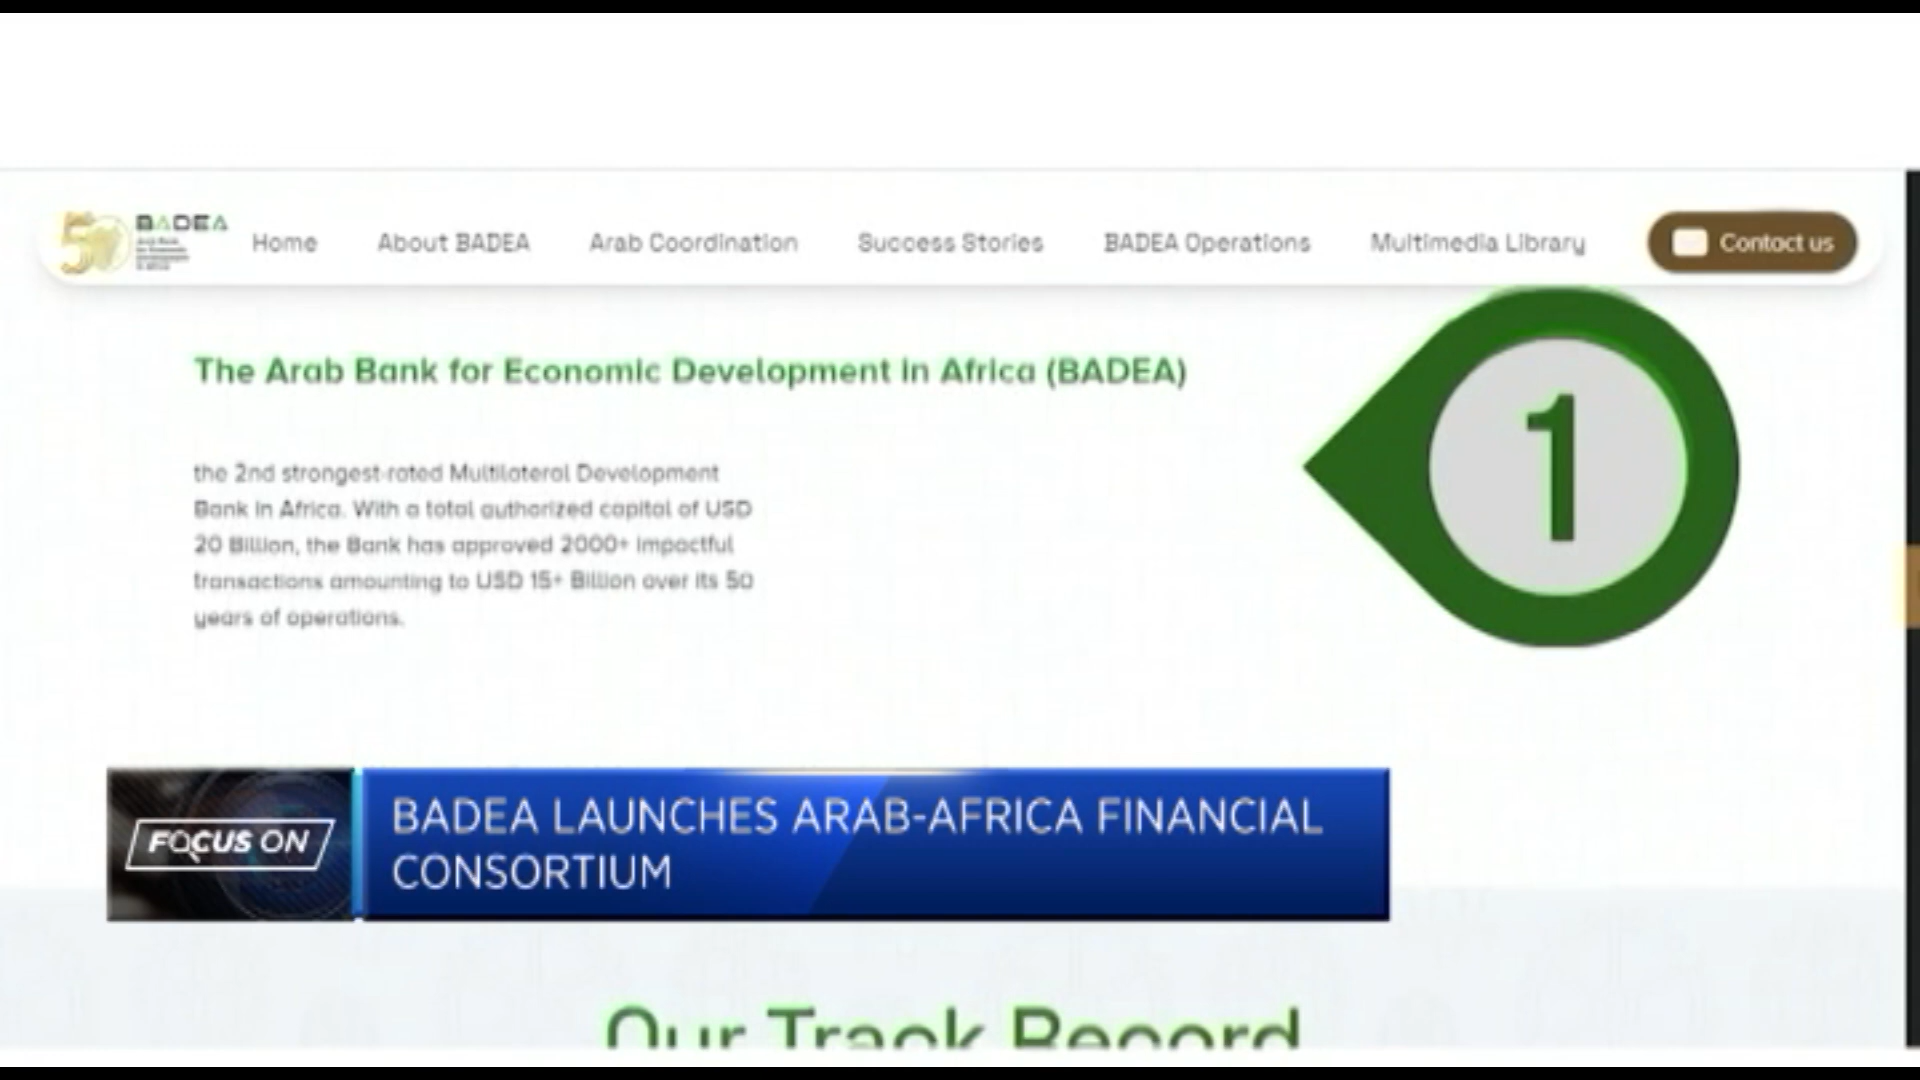 50 BADEA
Home About BADEA Arab Coordination Success Stories BADEA Operations Multimedia Library Contact us
The Arab Bank for Economic Development in Africa (BADEA)
1
the 2nd strongest-rated Multilateral Development
Bank in Africa. With a total authorized capital of USD
20 Billion, the Bank has approved 2000+ impactful
transactions amounting to USD 15+ Billion over its 50
years of operations.
FOCUS ON
BADEA LAUNCHES ARAB-AFRICA FINANCIAL
CONSORTIUM
Our Track Record